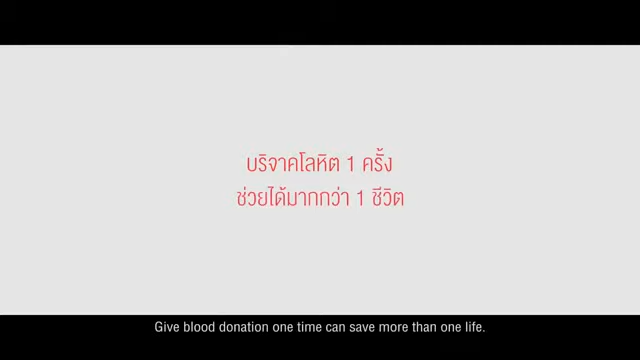 บริจาคโลหิต 1 ครั้ง
ช่วยได้มากกว่า 1 ชีวิต
Give blood donation one time can save more than one life.